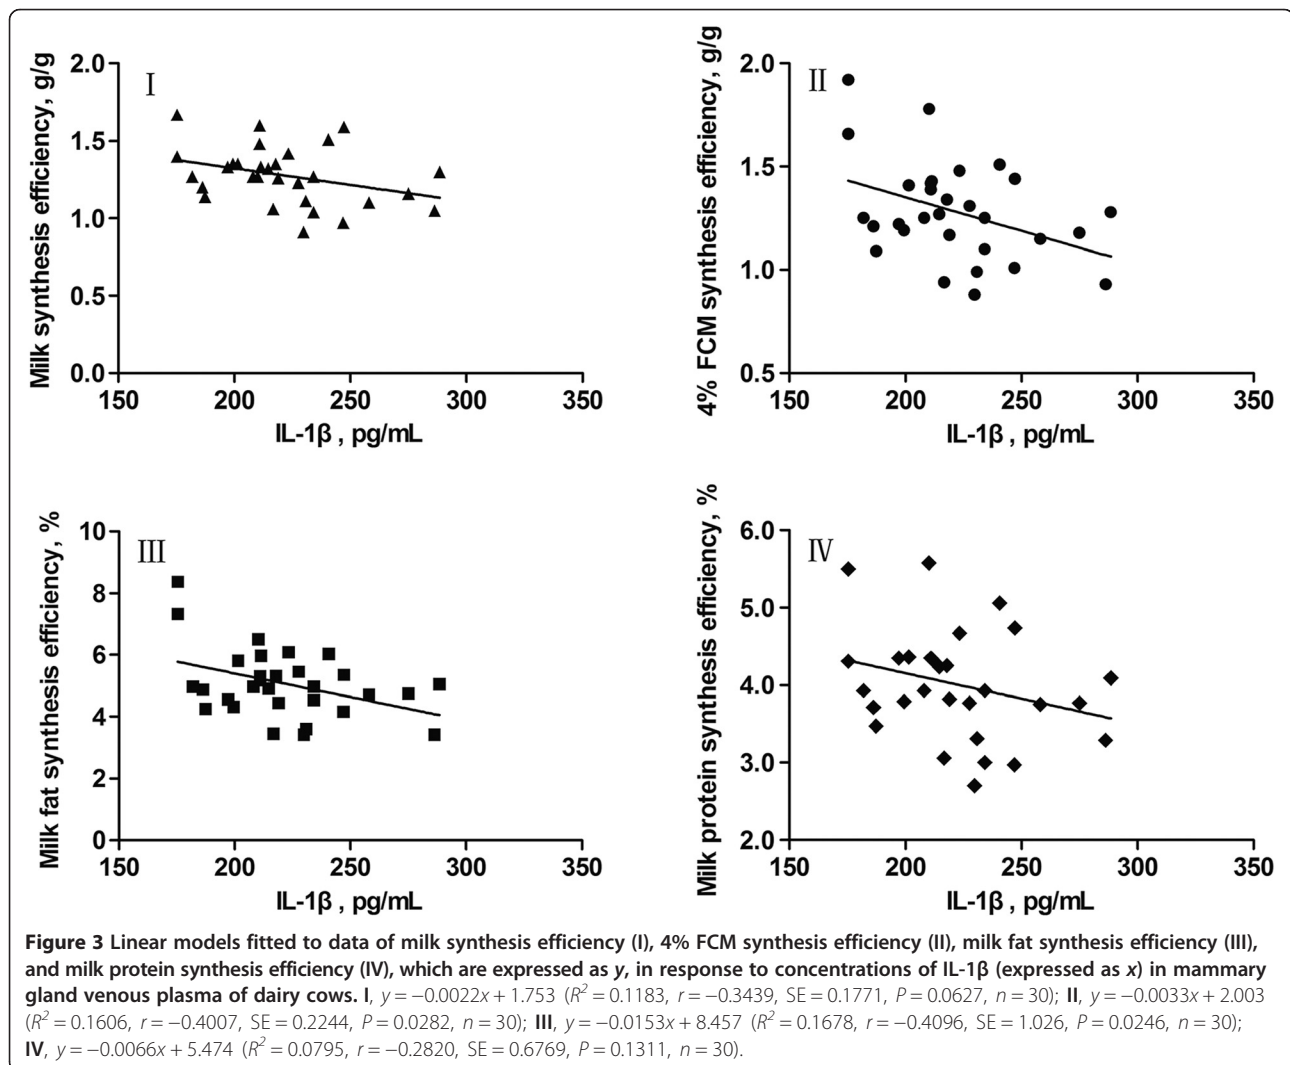 Milk synthesis efficiency, g/g
I
2.0
1.5
1.0
0.5
0.0
150 200 250 300 350
IL-1β , pg/mL
4% FCM synthesis efficiency, g/g
II
2.0
1.5
1.0
0.5
150 200 250 300 350
IL-1β , pg/mL
Milk fat synthesis efficiency, %
III
10
8
6
4
2
0
150 200 250 300 350
IL-1β , pg/mL
Milk protein synthesis efficiency, %
IV
6.0
5.0
4.0
3.0
2.0
150 200 250 300 350
IL-1β , pg/mL
Figure 3 Linear models fitted to data of milk synthesis efficiency (I), 4% FCM synthesis efficiency (II), milk fat synthesis efficiency (III),
and milk protein synthesis efficiency (IV), which are expressed as y, in response to concentrations of IL-1β (expressed as x) in mammary
gland venous plasma of dairy cows. I, y = −0.0022x + 1.753 (R² = 0.1183, r = −0.3439, SE = 0.1771, P = 0.0627, n = 30); II, y = −0.0033x + 2.003
(R² = 0.1606, r = −0.4007, SE = 0.2244, P = 0.0282, n = 30); III, y = −0.0153x + 8.457 (R² = 0.1678, r = −0.4096, SE = 1.026, P = 0.0246, n = 30);
IV, y = −0.0066x + 5.474 (R² = 0.0795, r = −0.2820, SE = 0.6769, P = 0.1311, n = 30).